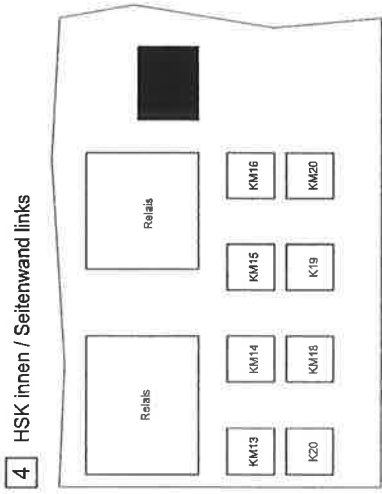 4 HSK innen / Seitenwand links
Relais Relais
KM13 KM14 KM15 KM16
K20 KM18 K19 KM20